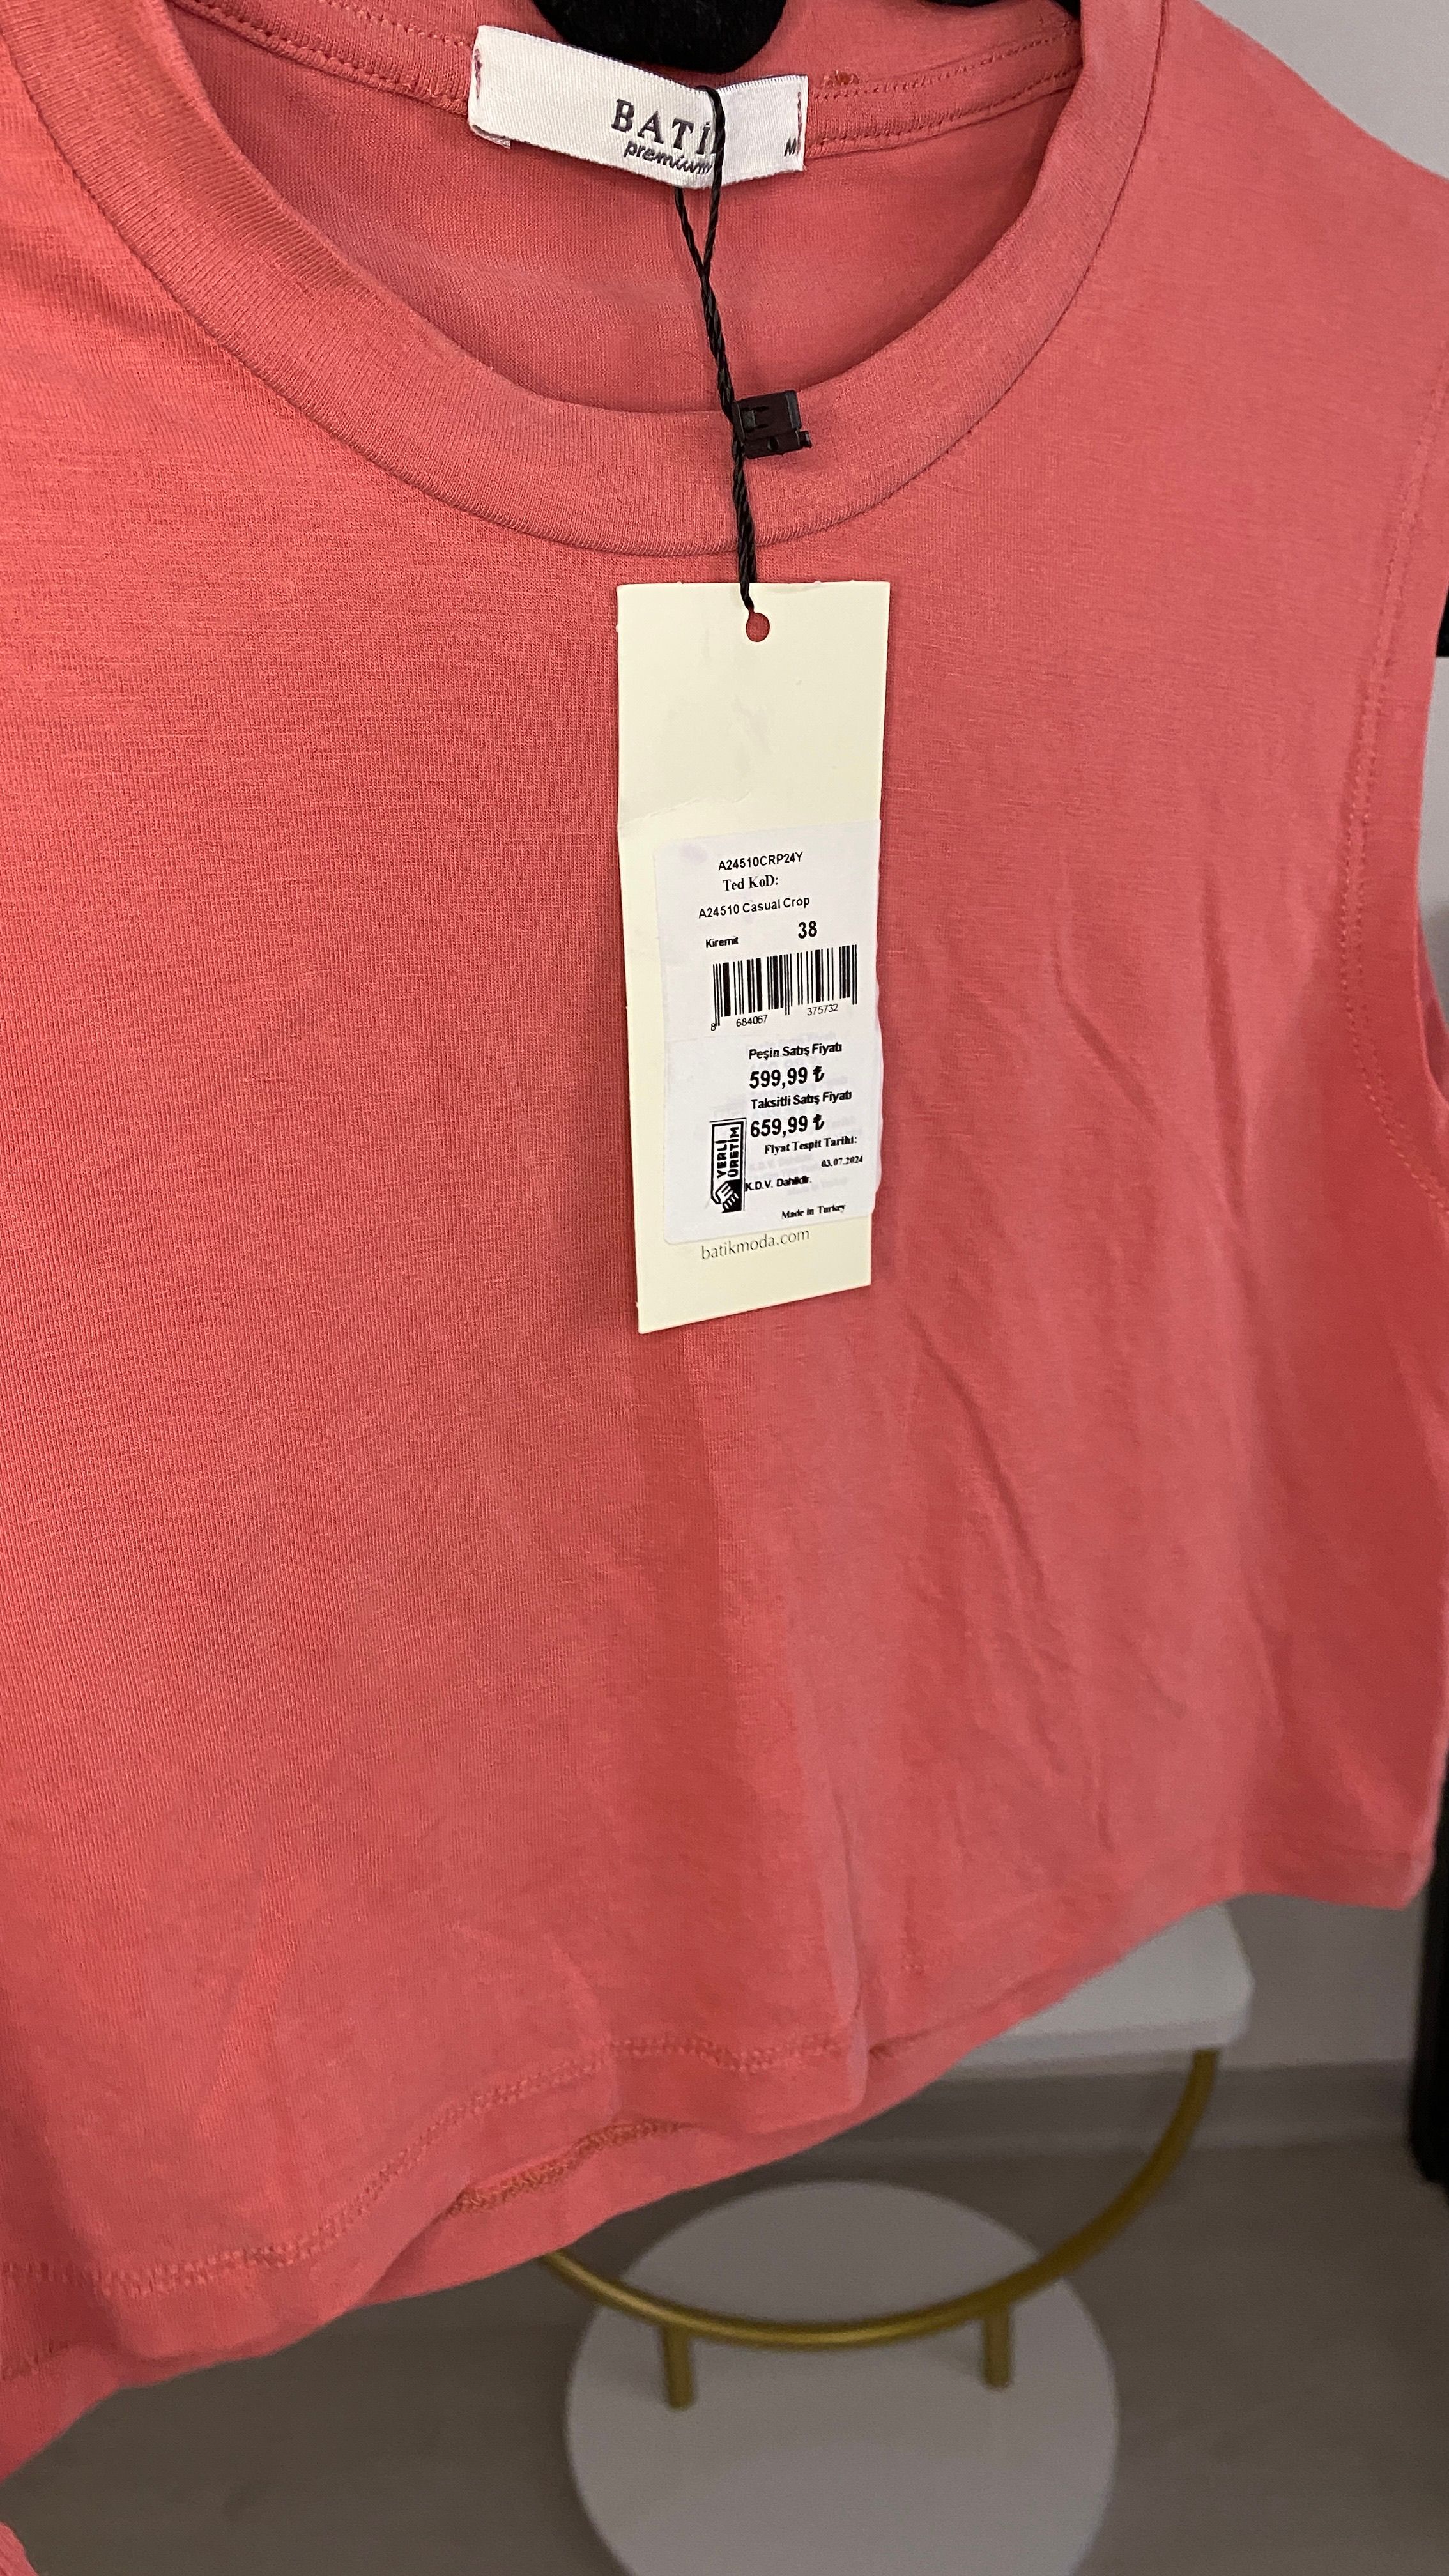 premium
M
A24510CRP24Y
Ted KoD:
A24510 Casual Crop
Kiremit 38
8 684067 375732
Peşin Satış Fiyatı
599,99 ₺
Taksitli Satış Fiyatı
659,99 ₺
Fiyat Tespit Tarihi:
03.07.2024
YERLİ
ÜRETİM
K.D.V. Dahildir.
Made in Turkey
batikmoda.com